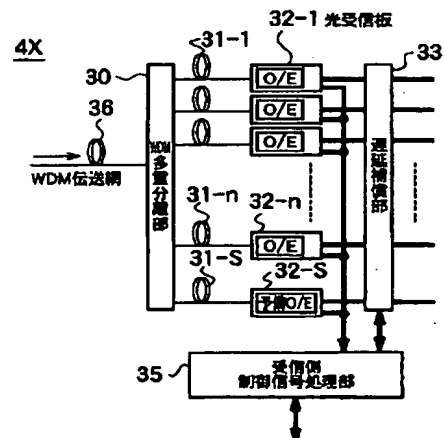 4X
31-1
32-1 光受信板
33
30
O/E
36
O/E
O/E
WDM伝送網
WDM多重分離部
遅延補償部
31-n
32-n
O/E
31-S
32-S
予備O/E
35
受信側
制御信号処理部